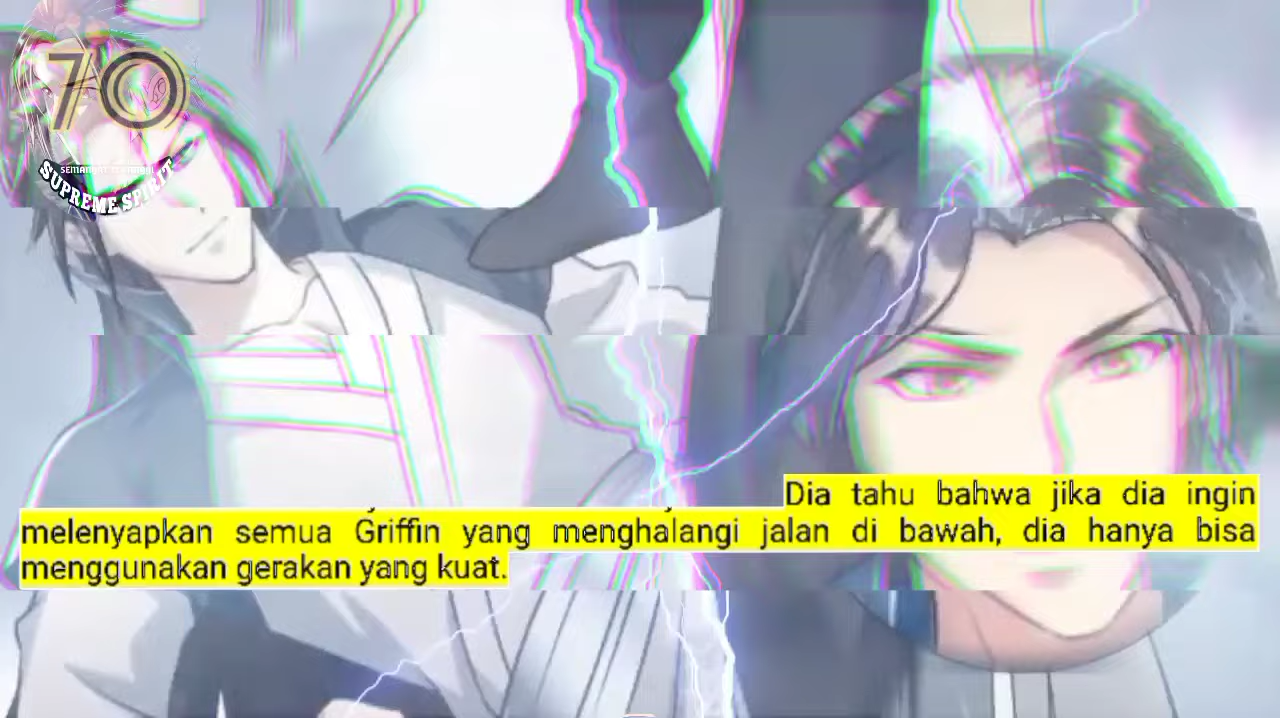 70
SUPREME SPIRIT
Dia tahu bahwa jika dia ingin
melenyapkan semua Griffin yang menghalangi jalan di bawah, dia hanya bisa
menggunakan gerakan yang kuat.